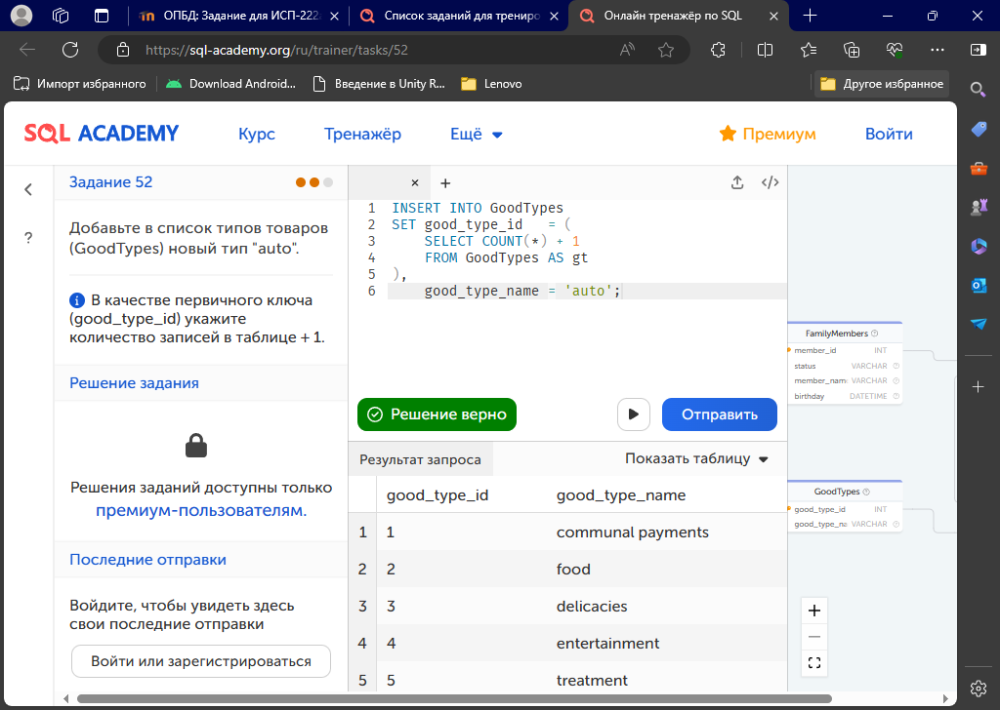 ОПБД: Задание для ИСП-222
Список заданий для трениро
Онлайн тренажёр по SQL
https://sql-academy.org/ru/trainer/tasks/52
Импорт избранного
Download Android...
Введение в Unity R...
Lenovo
Другое избранное
SQL ACADEMY
Курс
Тренажёр
Ещё
Премиум
Войти
Задание 52
Добавьте в список типов товаров
(GoodTypes) новый тип "auto".
В качестве первичного ключа
(good_type_id) укажите
количество записей в таблице + 1.
Решение задания
Решения заданий доступны только
премиум-пользователям.
Последние отправки
Войдите, чтобы увидеть здесь
свои последние отправки
Войти или зарегистрироваться
1 INSERT INTO GoodTypes
2 SET good_type_id   = (
3     SELECT COUNT(*) + 1
4     FROM GoodTypes AS gt
5 ),
6     good_type_name = 'auto';
Решение верно
Отправить
Результат запроса
Показать таблицу
good_type_id good_type_name
1 1 communal payments
2 2 food
3 3 delicacies
4 4 entertainment
5 5 treatment
FamilyMembers
member_id INT
status VARCHAR
member_nam VARCHAR
birthday DATETIME
GoodTypes
good_type_id INT
good_type_na VARCHAR